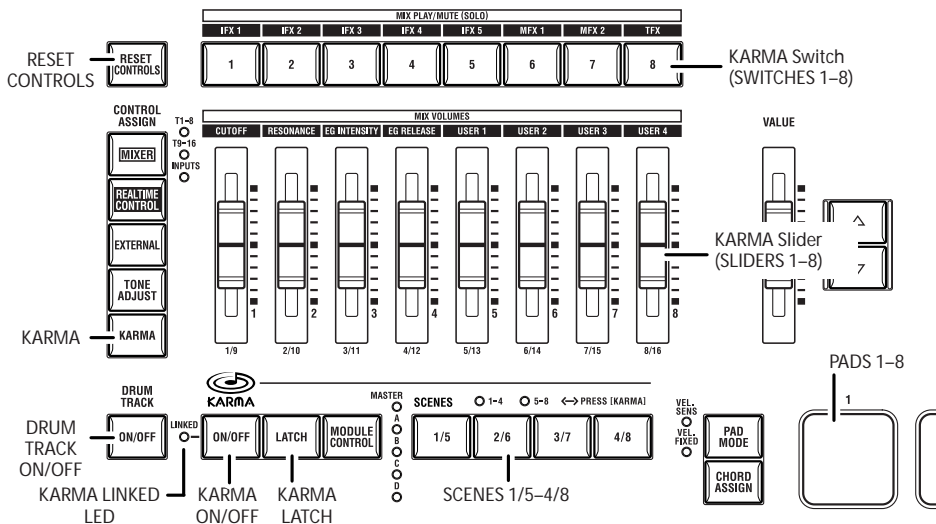 MIX PLAY/MUTE (SOLO)
IFX 1 IFX 2 IFX 3 IFX 4 IFX 5 MFX 1 MFX 2 TFX
RESET CONTROLS
RESET CONTROLS
1 2 3 4 5 6 7 8
KARMA Switch
(SWITCHES 1–8)
CONTROL ASSIGN
T1-8
T9-16
INPUTS
MIX VOLUMES
CUTOFF RESONANCE EG INTENSITY EG RELEASE USER 1 USER 2 USER 3 USER 4
VALUE
MIXER
REALTIME CONTROL
EXTERNAL
TONE ADJUST
KARMA
KARMA
KARMA Slider
(SLIDERS 1–8)
1 2 3 4 5 6 7 8
1/9 2/10 3/11 4/12 5/13 6/14 7/15 8/16
PADS 1–8
1
DRUM TRACK
KARMA
MASTER
A
B
C
D
SCENES 1-4 5-8 <-> PRESS [KARMA]
VEL. SENS
VEL. FIXED
DRUM TRACK ON/OFF
ON/OFF
LINKED
ON/OFF
LATCH
MODULE CONTROL
1/5 2/6 3/7 4/8
PAD MODE
CHORD ASSIGN
KARMA LINKED LED
KARMA ON/OFF
KARMA LATCH
SCENES 1/5–4/8